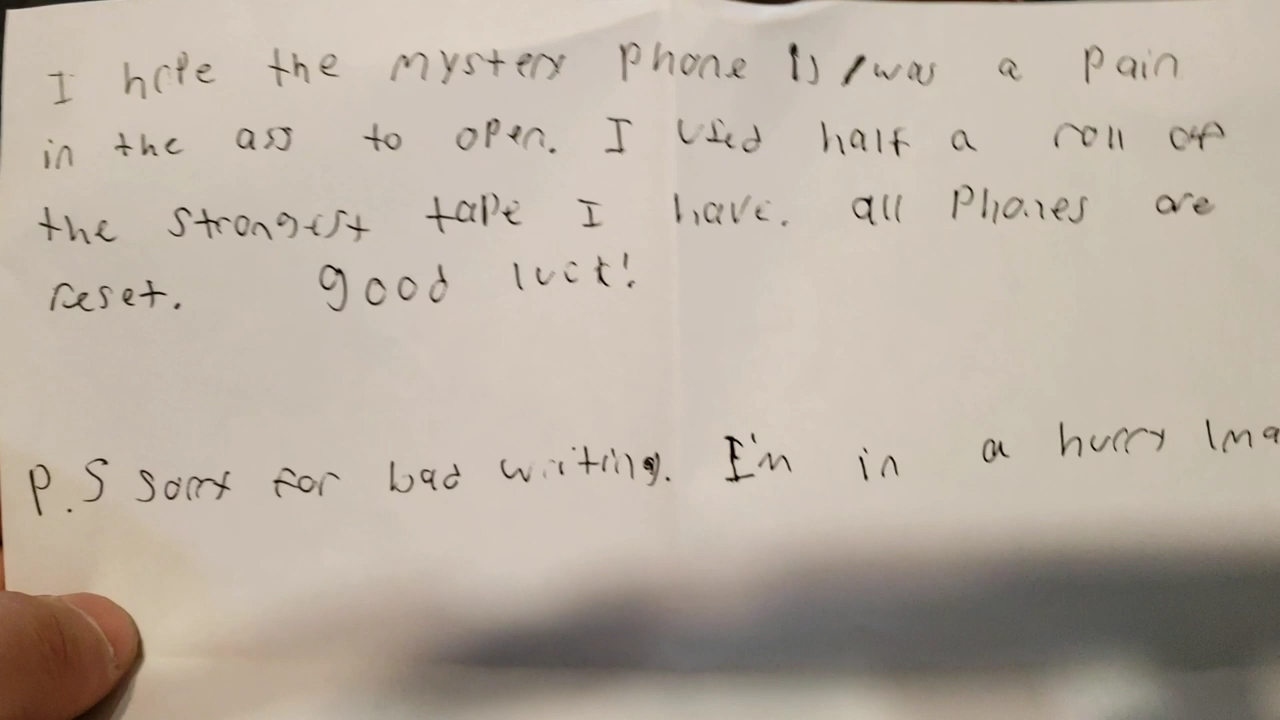 I hope the mystery phone is/was a pain
in the ass to open. I used half a roll of
the strongest tape I have. all phones are
reset. good luck!
P.S sorry for bad writing. I'm in a hurry lma